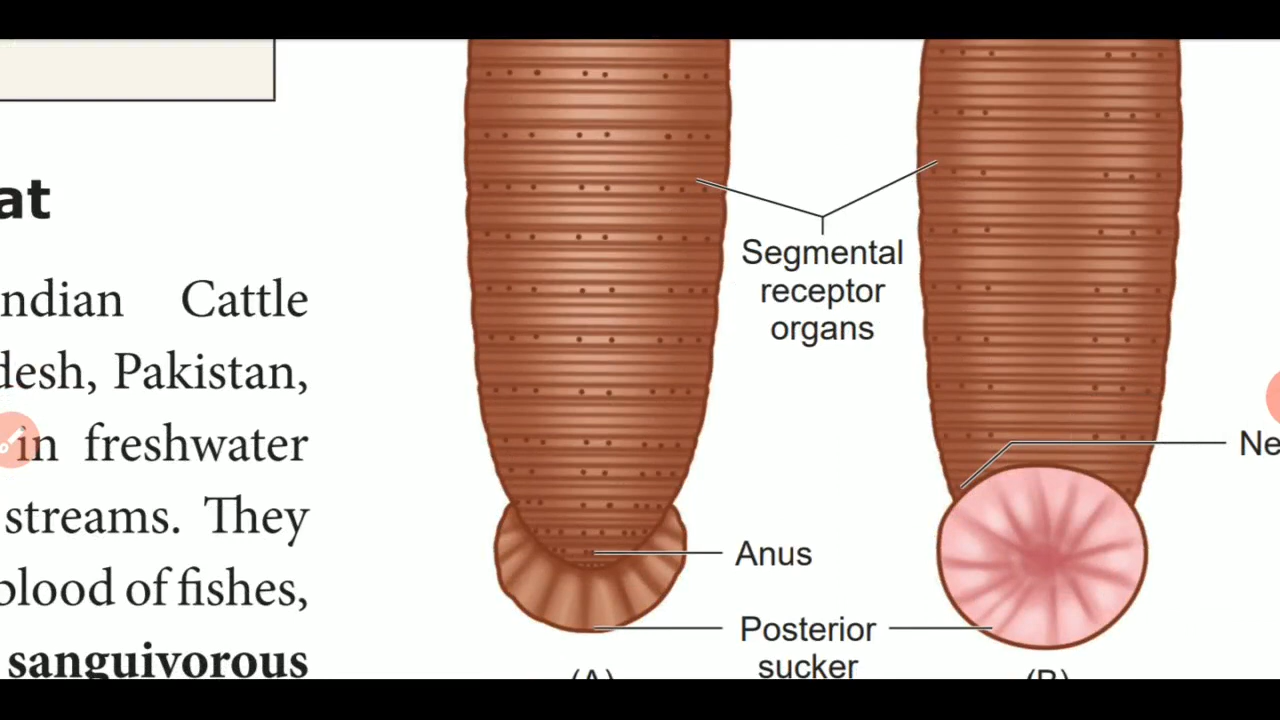 at
ndian Cattle
desh, Pakistan,
in freshwater
streams. They
blood of fishes,
sanguivorous
Segmental
receptor
organs
Ne
Anus
Posterior
sucker
(A)
(B)